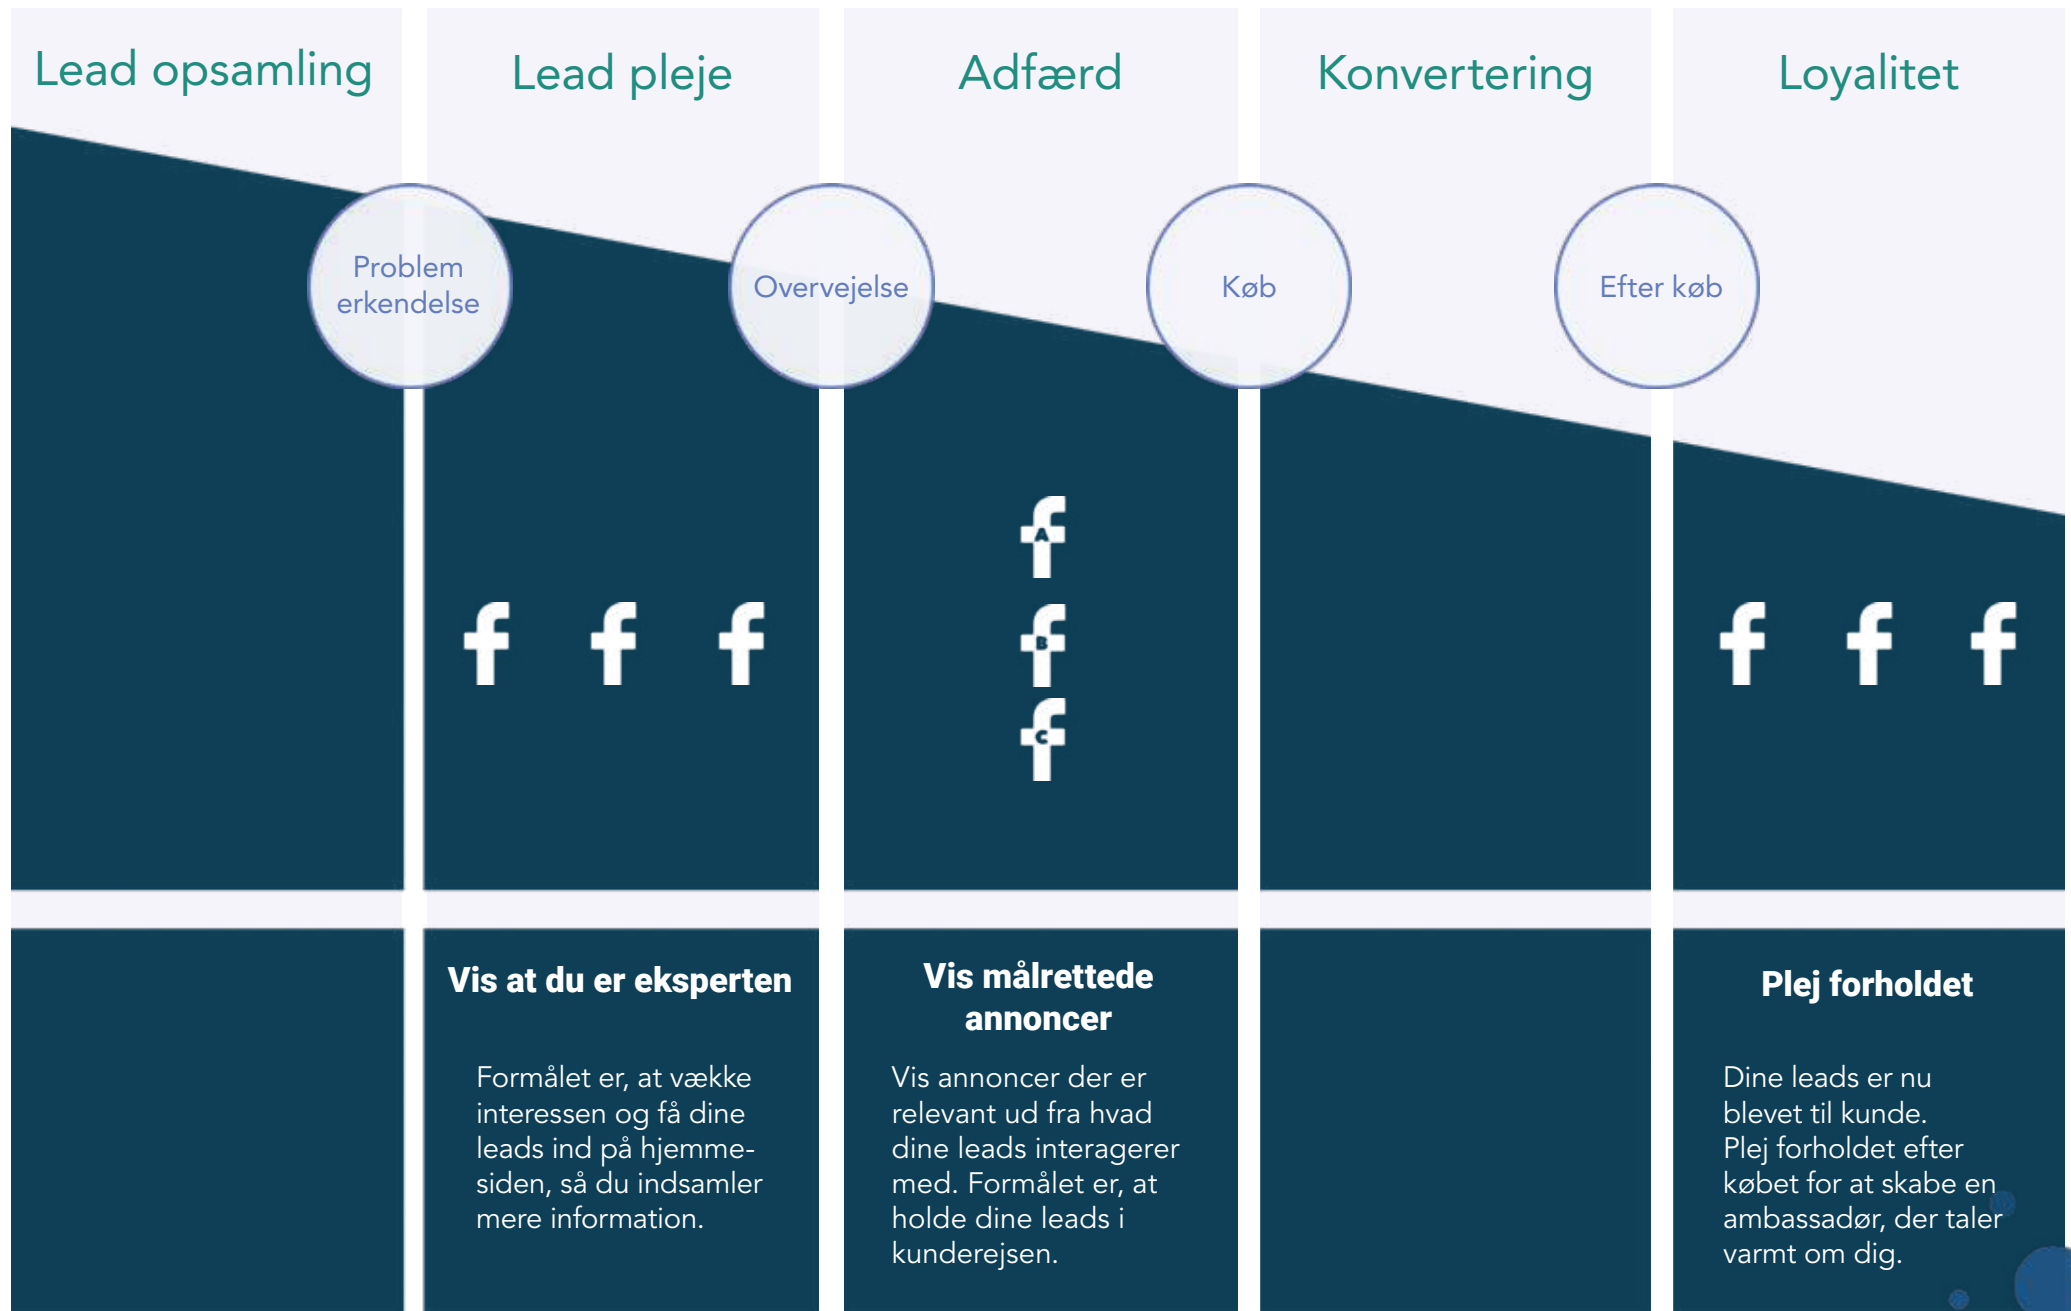 Lead opsamling
Lead pleje
Adfærd
Konvertering
Loyalitet
Problem
erkendelse
Overvejelse
Køb
Efter køb
f f f
f
A
f
B
f
C
f f f
Vis at du er eksperten
Formålet er, at vække
interessen og få dine
leads ind på hjemme-
siden, så du indsamler
mere information.
Vis målrettede
annoncer
Vis annoncer der er
relevant ud fra hvad
dine leads interagerer
med. Formålet er, at
holde dine leads i
kunderejsen.
Plej forholdet
Dine leads er nu
blevet til kunde.
Plej forholdet efter
købet for at skabe en
ambassadør, der taler
varmt om dig.